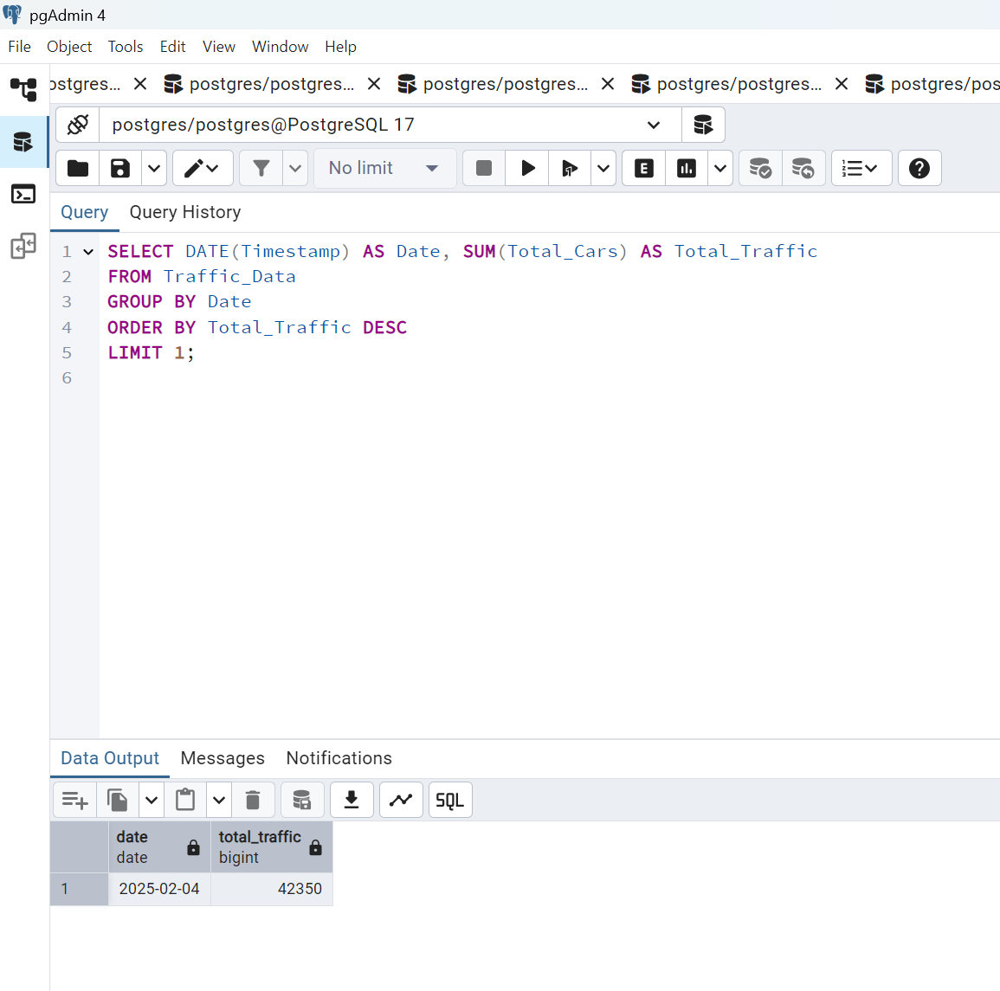 pgAdmin 4
File Object Tools Edit View Window Help
ostgres... postgres/postgres... postgres/postgres... postgres/postgres... postgres/pos
postgres/postgres@PostgreSQL 17
No limit
E
Query Query History
1 SELECT DATE(Timestamp) AS Date, SUM(Total_Cars) AS Total_Traffic
2 FROM Traffic_Data
3 GROUP BY Date
4 ORDER BY Total_Traffic DESC
5 LIMIT 1;
6
Data Output Messages Notifications
SQL
date total_traffic
date bigint
1 2025-02-04 42350